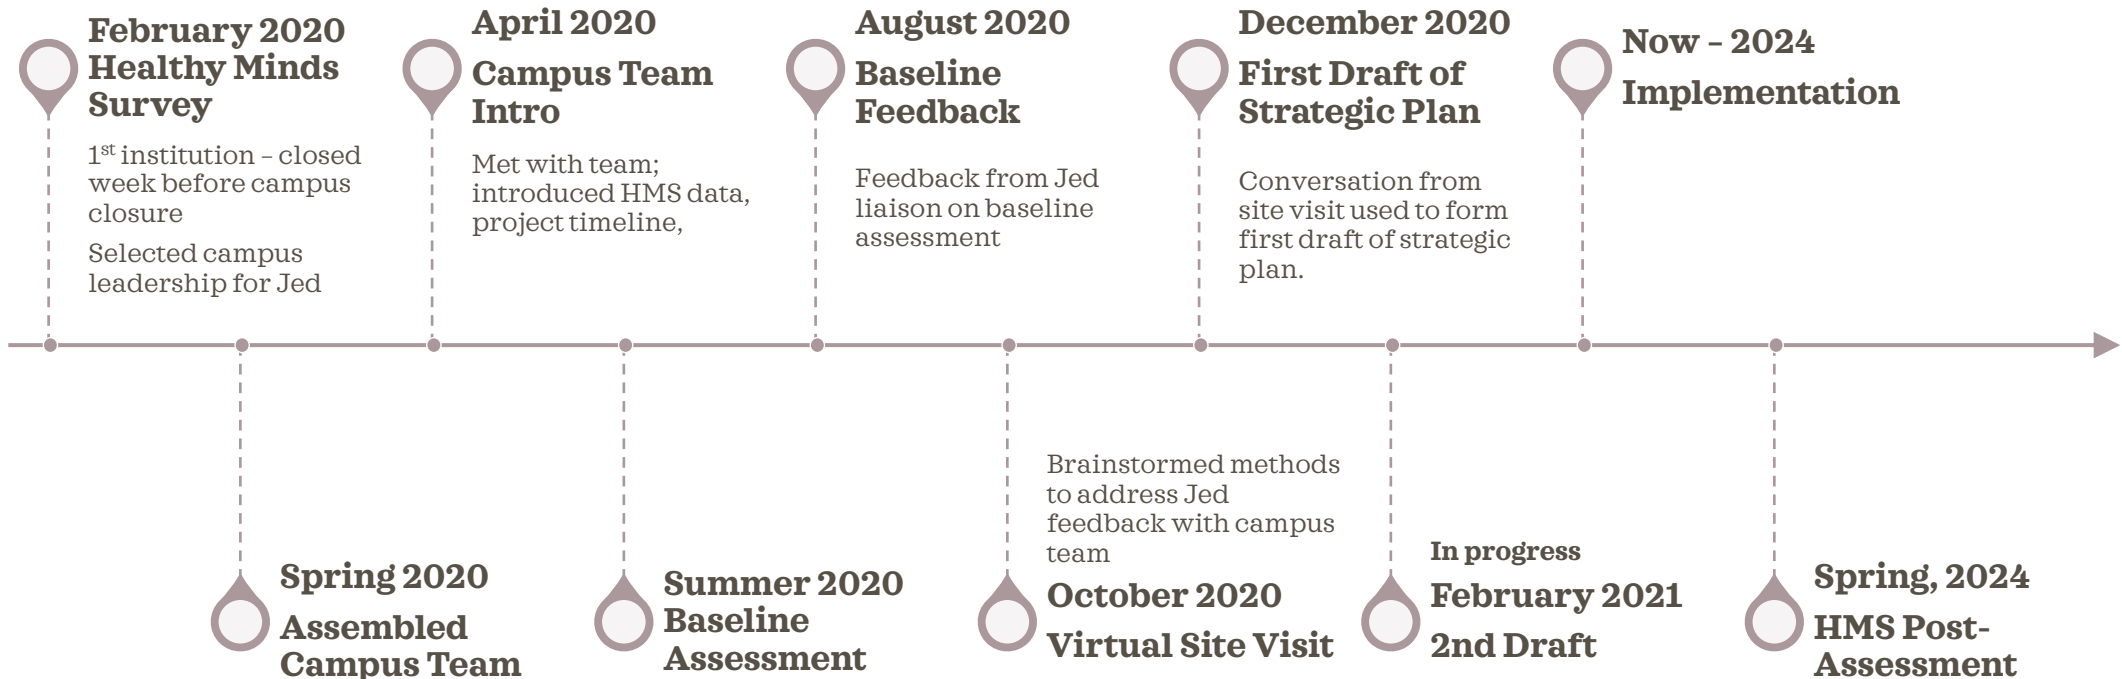 February 2020
Healthy Minds
Survey
1st institution – closed
week before campus
closure
Selected campus
leadership for Jed
Spring 2020
Assembled
Campus Team
April 2020
Campus Team
Intro
Met with team;
introduced HMS data,
project timeline,
Summer 2020
Baseline
Assessment
August 2020
Baseline
Feedback
Feedback from Jed
liaison on baseline
assessment
Brainstormed methods
to address Jed
feedback with campus
team
October 2020
Virtual Site Visit
December 2020
First Draft of
Strategic Plan
Conversation from
site visit used to form
first draft of strategic
plan.
In progress
February 2021
2nd Draft
Now – 2024
Implementation
Spring, 2024
HMS Post-
Assessment